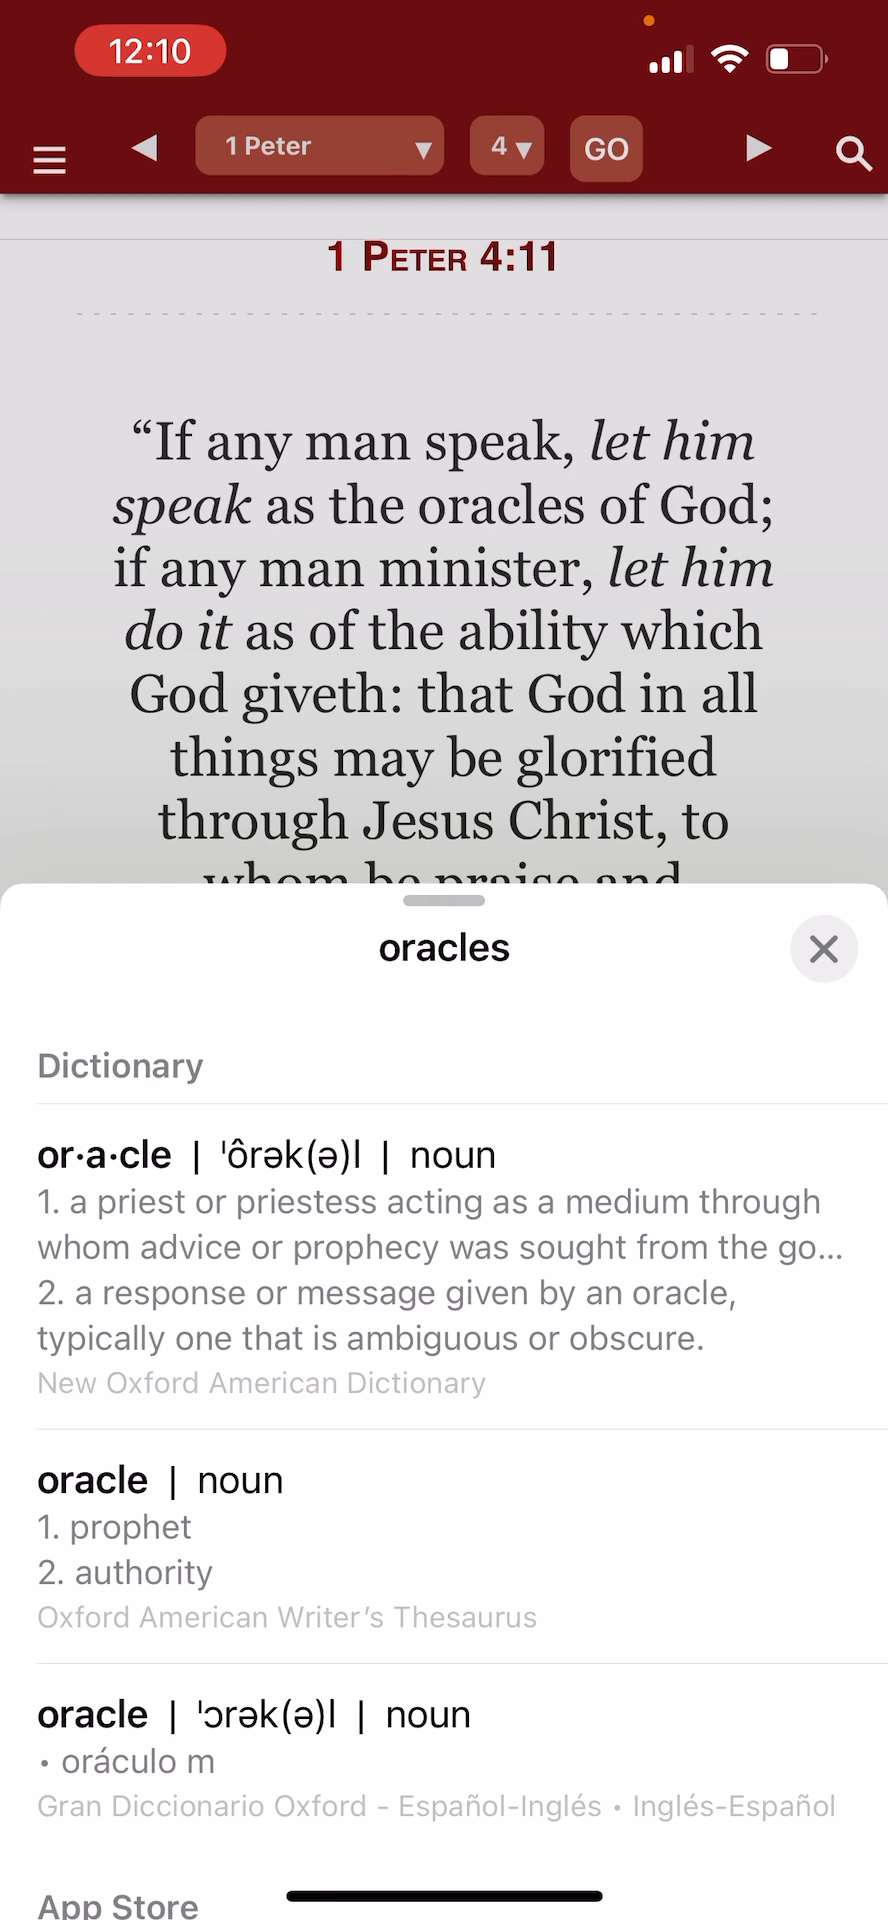 12:10
1 Peter ▼ 4 ▼ GO
1 Peter 4:11
“If any man speak, let him
speak as the oracles of God;
if any man minister, let him
do it as of the ability which
God giveth: that God in all
things may be glorified
through Jesus Christ, to
whom be praise and
oracles
Dictionary
or·a·cle | ˈôrək(ə)l | noun
1. a priest or priestess acting as a medium through
whom advice or prophecy was sought from the go...
2. a response or message given by an oracle,
typically one that is ambiguous or obscure.
New Oxford American Dictionary
oracle | noun
1. prophet
2. authority
Oxford American Writer’s Thesaurus
oracle | ˈɔrək(ə)l | noun
• oráculo m
Gran Diccionario Oxford - Español-Inglés • Inglés-Español
App Store